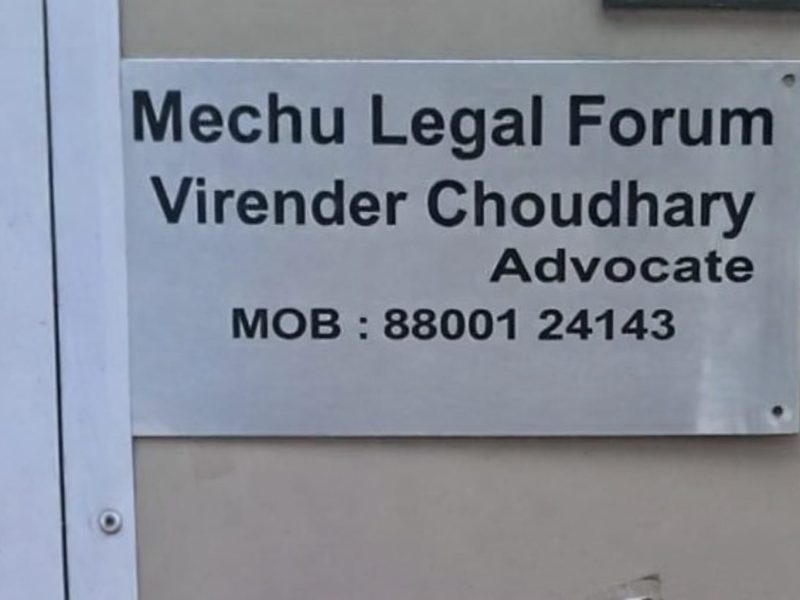 Mechu Legal Forum
Virender Choudhary
Advocate
MOB : 88001 24143